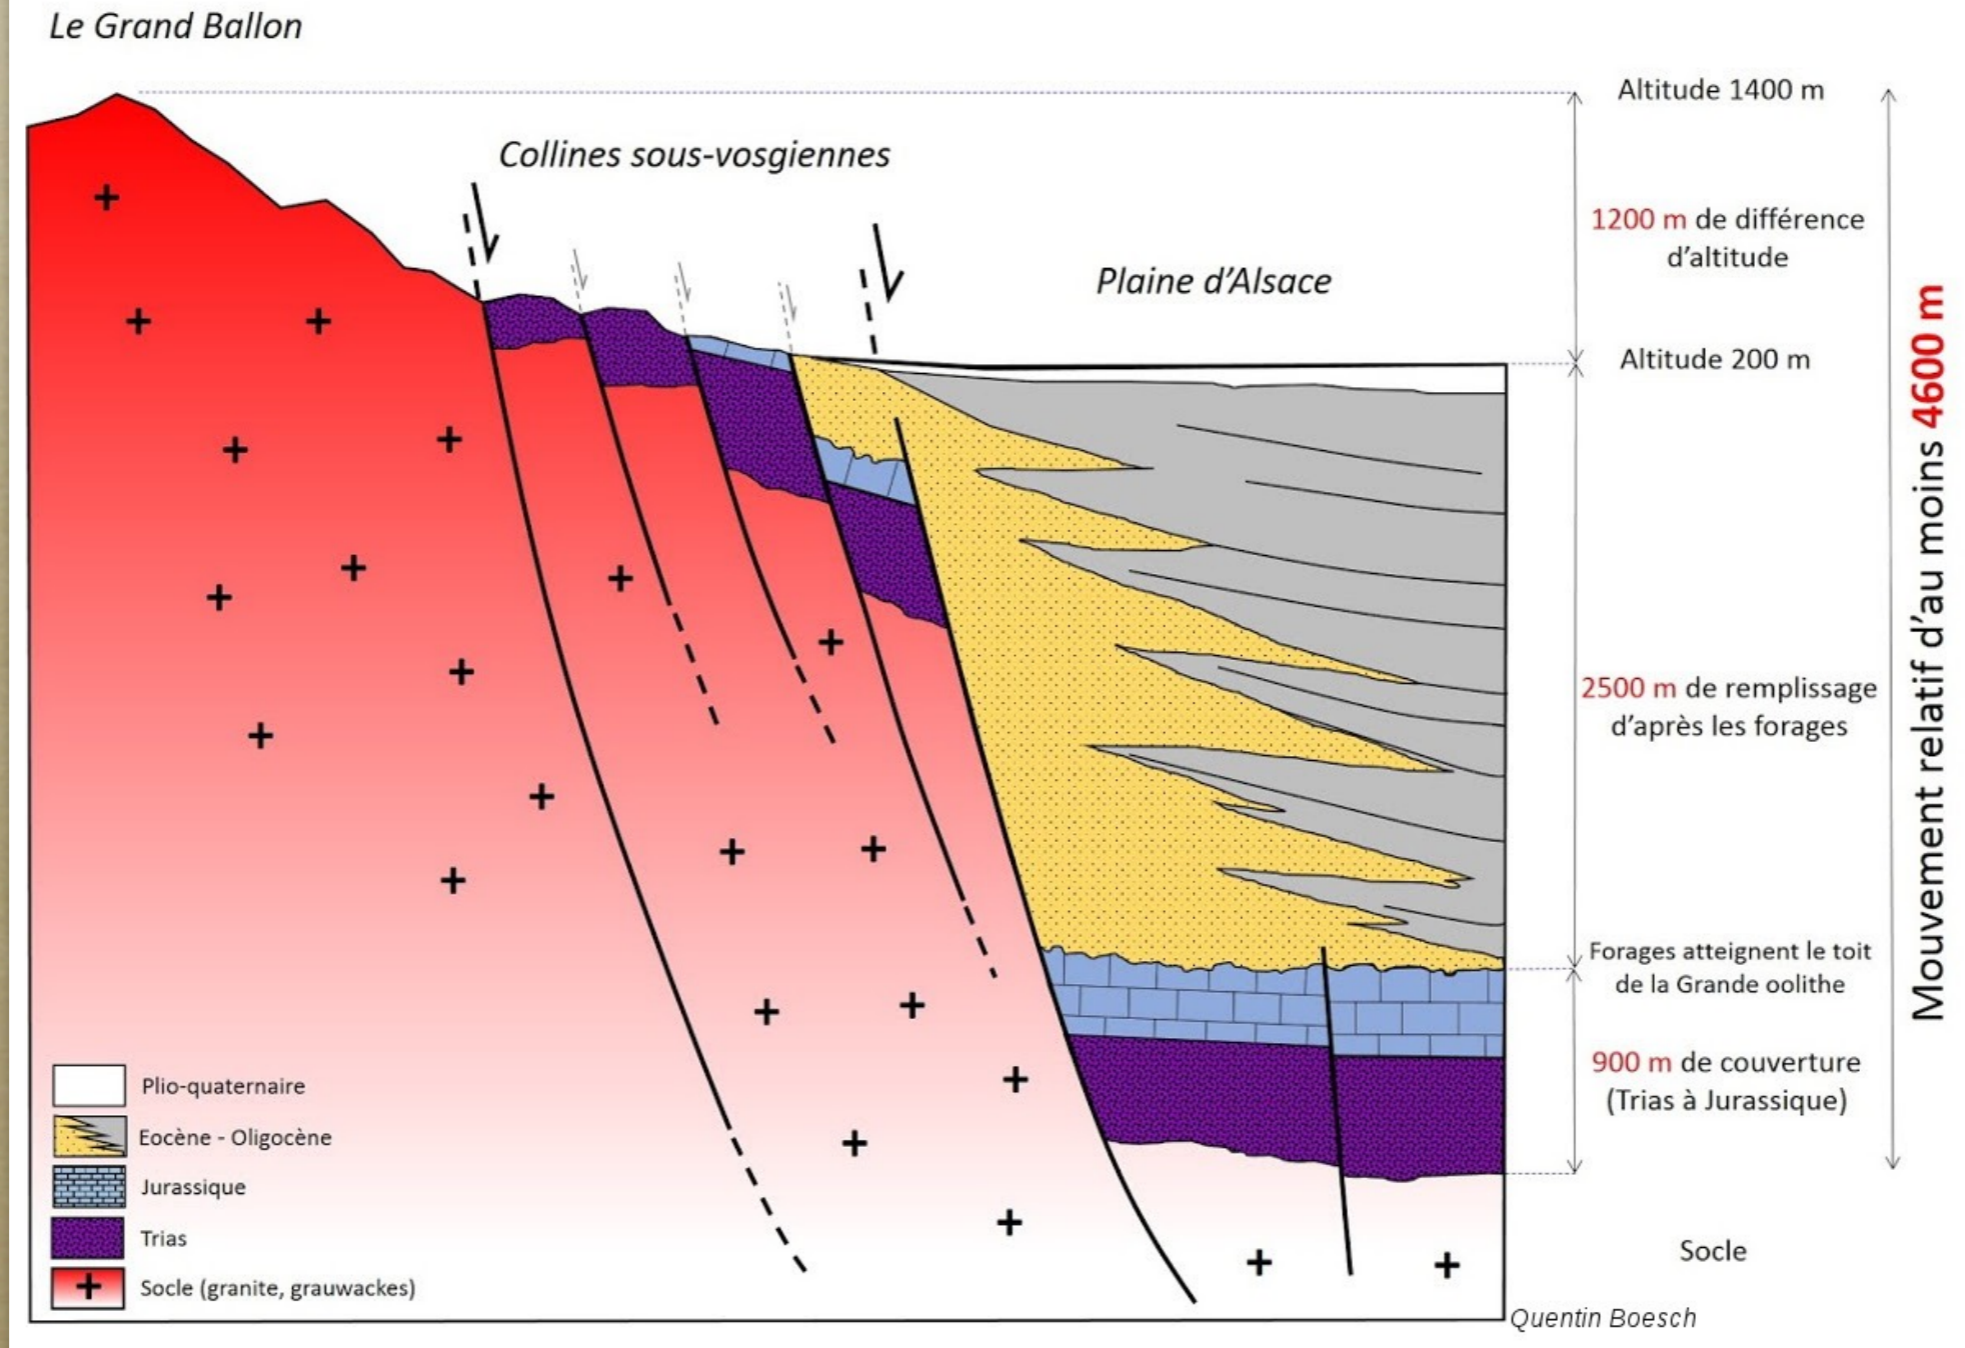 Le Grand Ballon
Altitude 1400 m
Collines sous-vosgiennes
1200 m de différence
d'altitude
Plaine d'Alsace
Altitude 200 m
Mouvement relatif d'au moins 4600 m
2500 m de remplissage
d'après les forages
Forages atteignent le toit
de la Grande oolithe
900 m de couverture
(Trias à Jurassique)
Plio-quaternaire
Eocène - Oligocène
Jurassique
Trias
Socle (granite, grauwackes)
Socle
Quentin Boesch